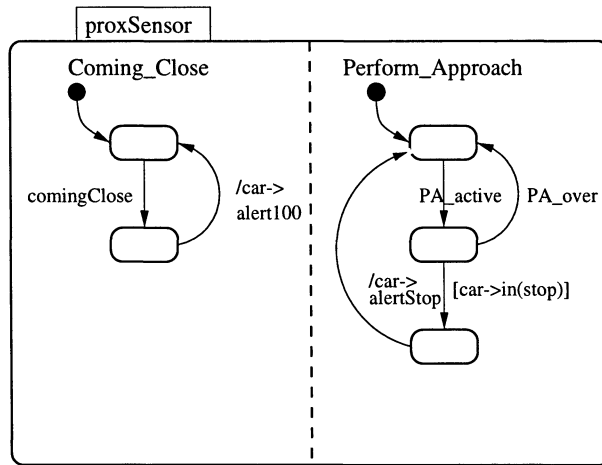 proxSensor
Coming_Close
comingClose
/car->
alert100
Perform_Approach
PA_active
PA_over
/car->
alertStop
[car->in(stop)]